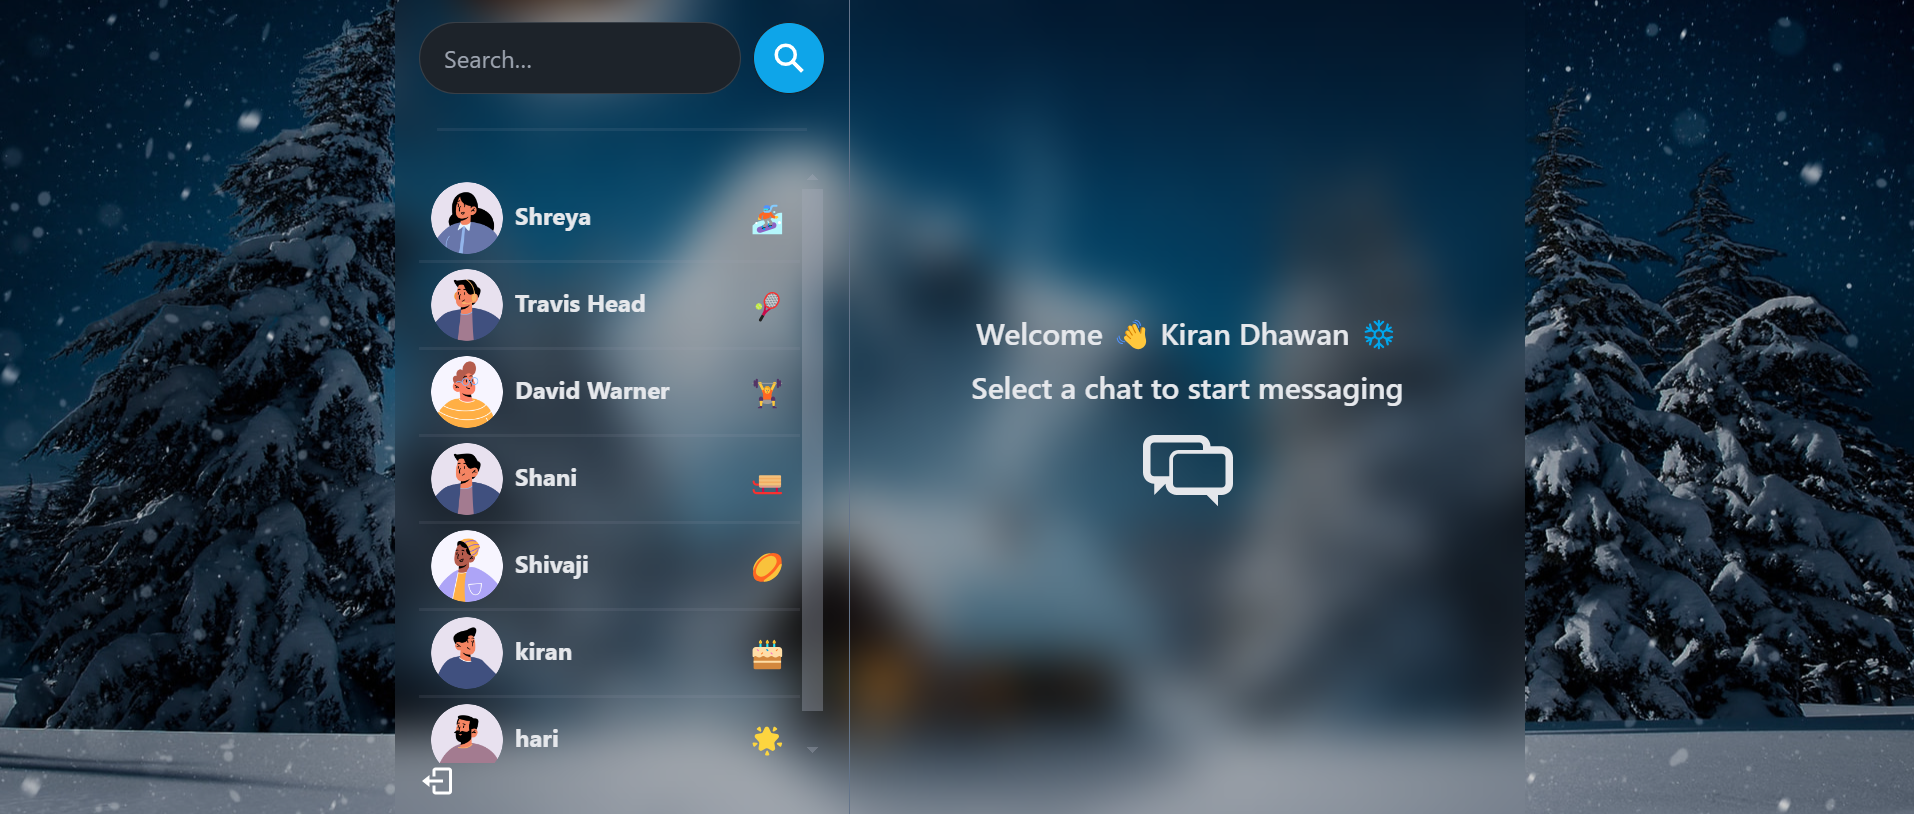 Search...
Shreya
Travis Head
David Warner
Shani
Shivaji
kiran
hari
Welcome 👋 Kiran Dhawan ❄
Select a chat to start messaging